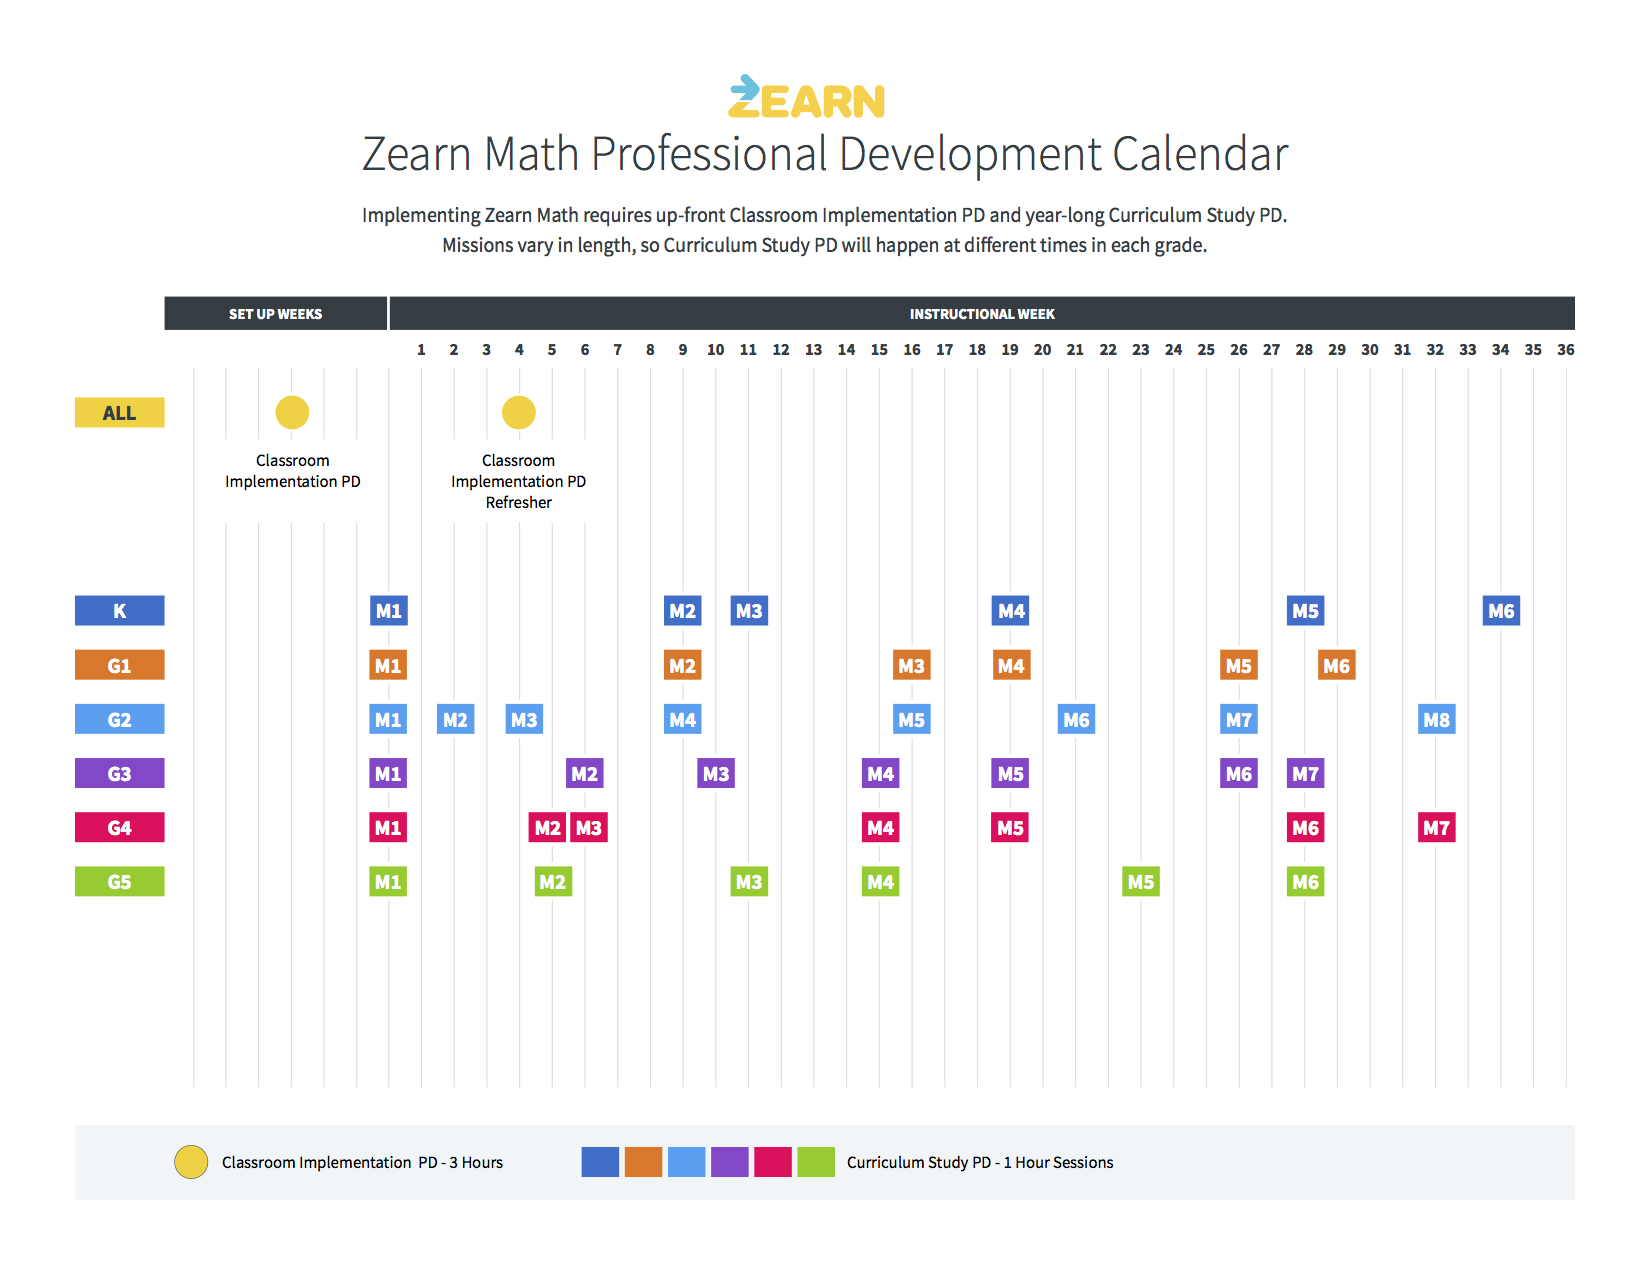 ZEARN
Zearn Math Professional Development Calendar
Implementing Zearn Math requires up-front Classroom Implementation PD and year-long Curriculum Study PD.
Missions vary in length, so Curriculum Study PD will happen at different times in each grade.
SET UP WEEKS INSTRUCTIONAL WEEK
1 2 3 4 5 6 7 8 9 10 11 12 13 14 15 16 17 18 19 20 21 22 23 24 25 26 27 28 29 30 31 32 33 34 35 36
ALL
Classroom
Implementation PD
Classroom
Implementation PD
Refresher
K M1 M2 M3 M4 M5 M6
G1 M1 M2 M3 M4 M5 M6
G2 M1 M2 M3 M4 M5 M6 M7 M8
G3 M1 M2 M3 M4 M5 M6 M7
G4 M1 M2 M3 M4 M5 M6 M7
G5 M1 M2 M3 M4 M5 M6
Classroom Implementation PD - 3 Hours
Curriculum Study PD - 1 Hour Sessions